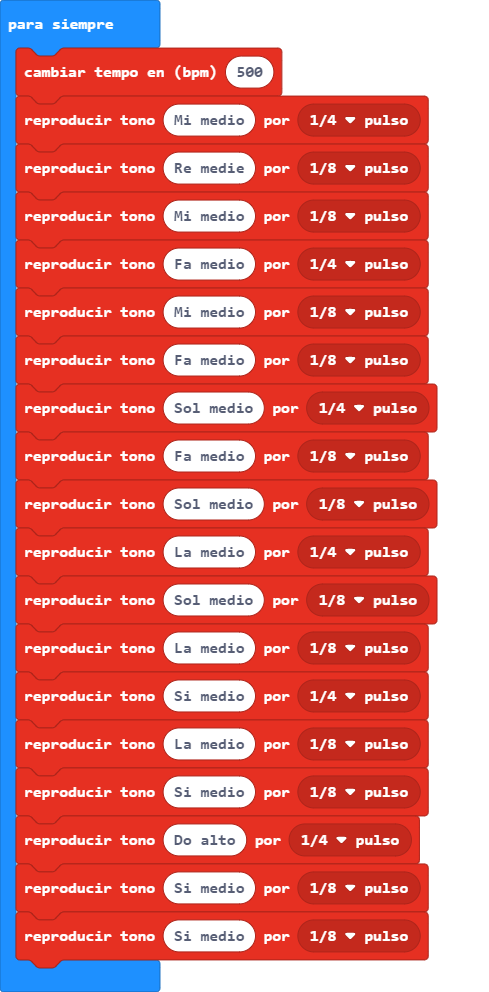 para siempre
cambiar tempo en (bpm) 500
reproducir tono Mi medio por 1/4 pulso
reproducir tono Re medie por 1/8 pulso
reproducir tono Mi medio por 1/8 pulso
reproducir tono Fa medio por 1/4 pulso
reproducir tono Mi medio por 1/8 pulso
reproducir tono Fa medio por 1/8 pulso
reproducir tono Sol medio por 1/4 pulso
reproducir tono Fa medio por 1/8 pulso
reproducir tono Sol medio por 1/8 pulso
reproducir tono La medio por 1/4 pulso
reproducir tono Sol medio por 1/8 pulso
reproducir tono La medio por 1/8 pulso
reproducir tono Si medio por 1/4 pulso
reproducir tono La medio por 1/8 pulso
reproducir tono Si medio por 1/8 pulso
reproducir tono Do alto por 1/4 pulso
reproducir tono Si medio por 1/8 pulso
reproducir tono Si medio por 1/8 pulso